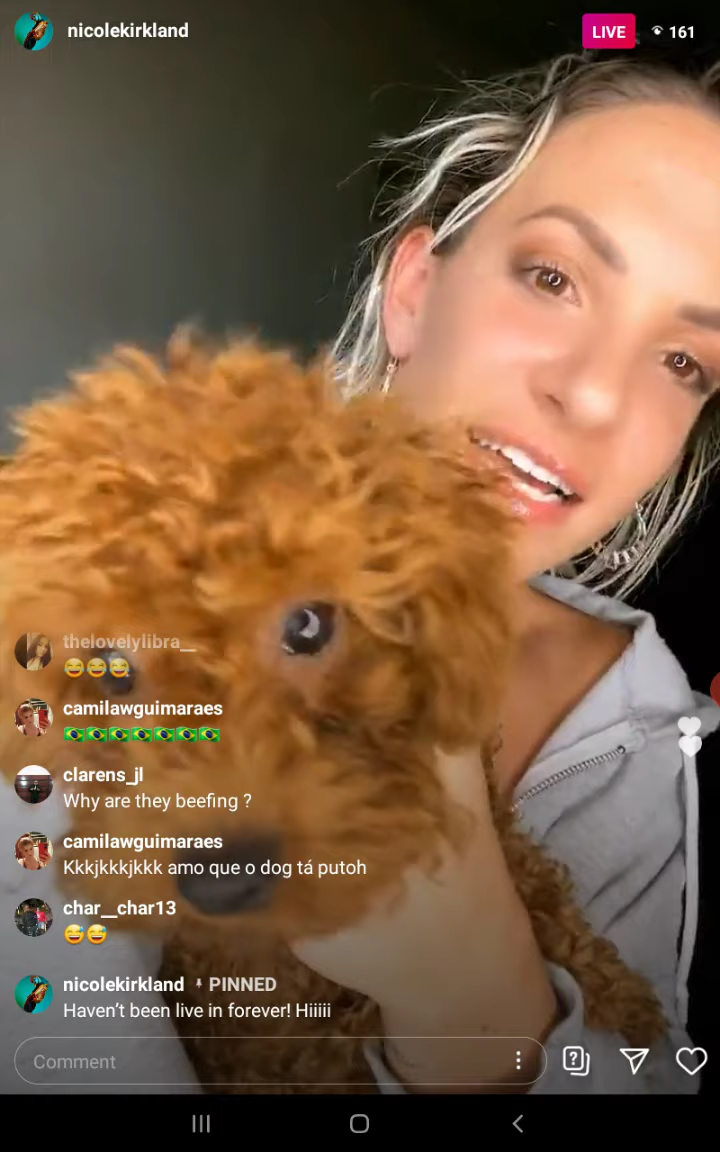 nicolekirkland
LIVE 161
thelovelylibra__
😂😂😂
camilawguimaraes
🇧🇷🇧🇷🇧🇷🇧🇷🇧🇷🇧🇷🇧🇷
clarens_jl
Why are they beefing ?
camilawguimaraes
Kkkjkkkjkkk amo que o dog tá putoh
char__char13
😅😅
nicolekirkland PINNED
Haven't been live in forever! Hiiiii
Comment